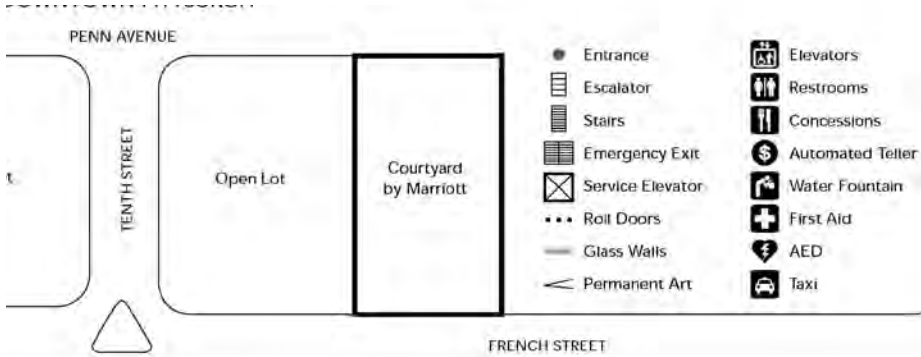 PENN AVENUE
TENTH STREET
Open Lot
Courtyard
by Marriott
Entrance
Escalator
Stairs
Emergency Exit
Service Elevator
Roll Doors
Glass Walls
Permanent Art
Elevators
Restrooms
Concessions
Automated Teller
Water Fountain
First Aid
AED
Taxi
FRENCH STREET